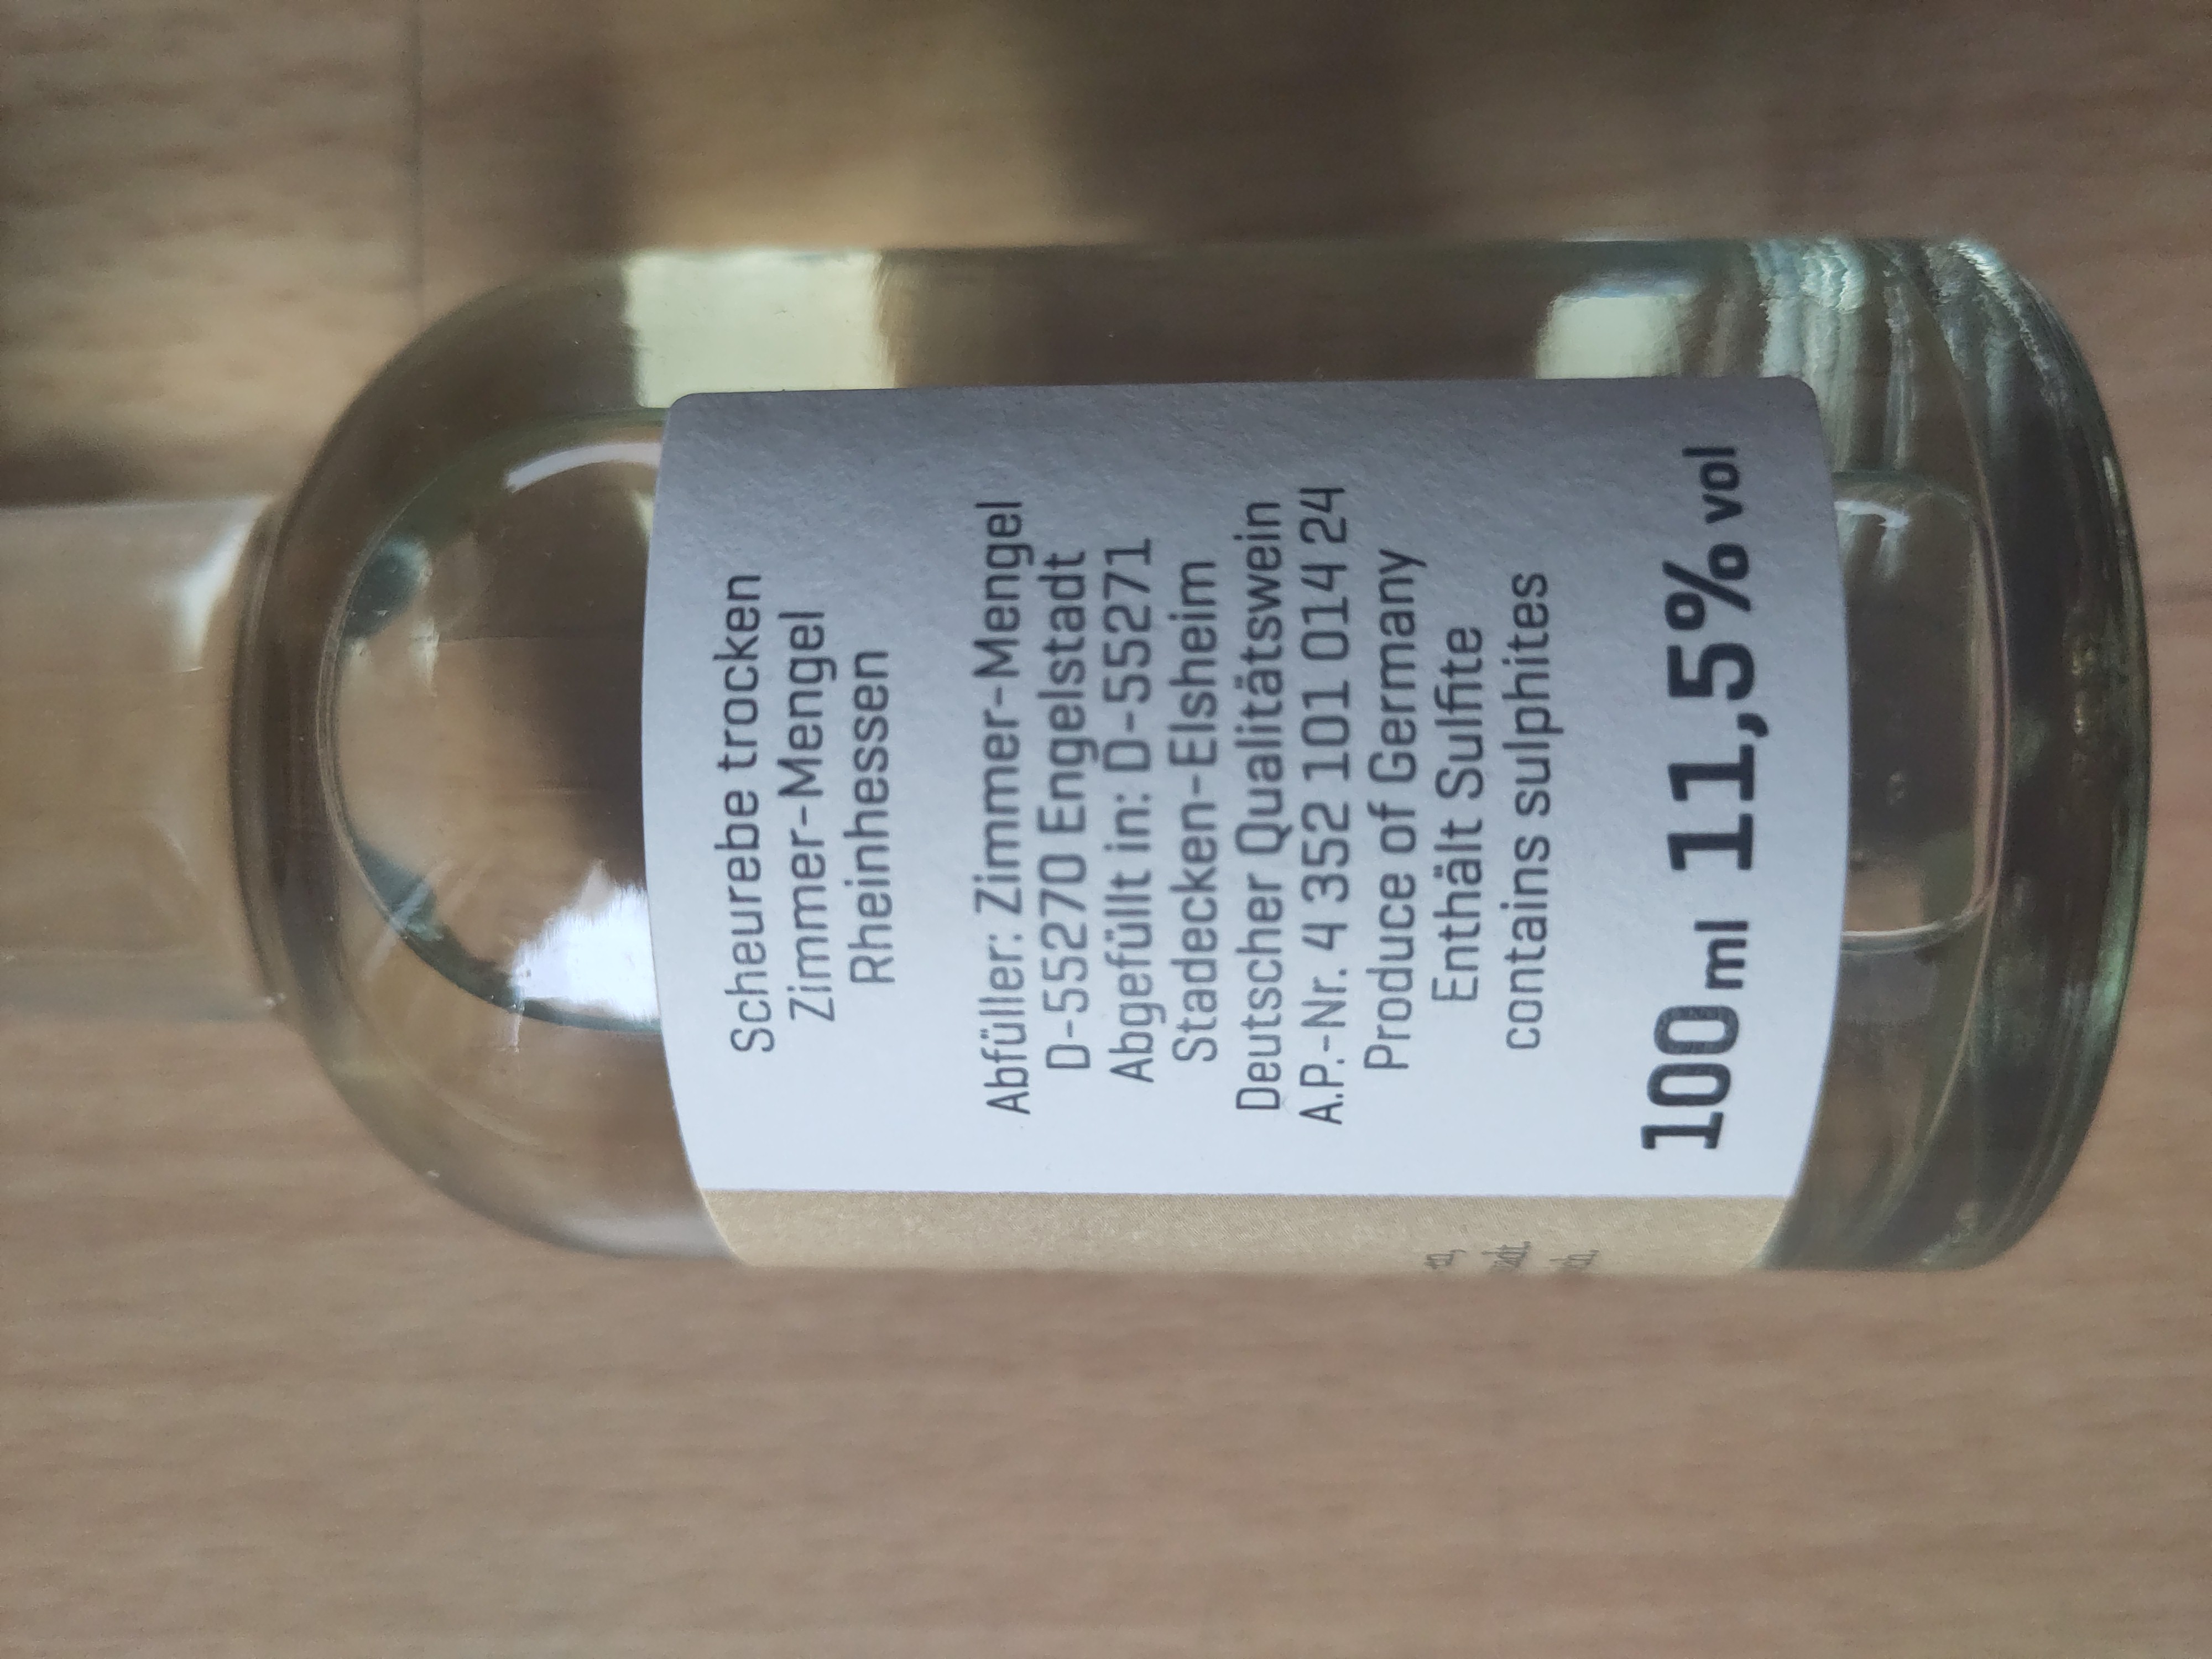 Scheurebe trocken
Zimmer-Mengel
Rheinhessen
Abfüller: Zimmer-Mengel
D-55270 Engelstadt
Abgefüllt in: D-55271
Stadecken-Elsheim
Deutscher Qualitätswein
A.P.-Nr. 4 352 101 014 24
Produce of Germany
Enthält Sulfite
contains sulphites
100 ml 11,5% vol